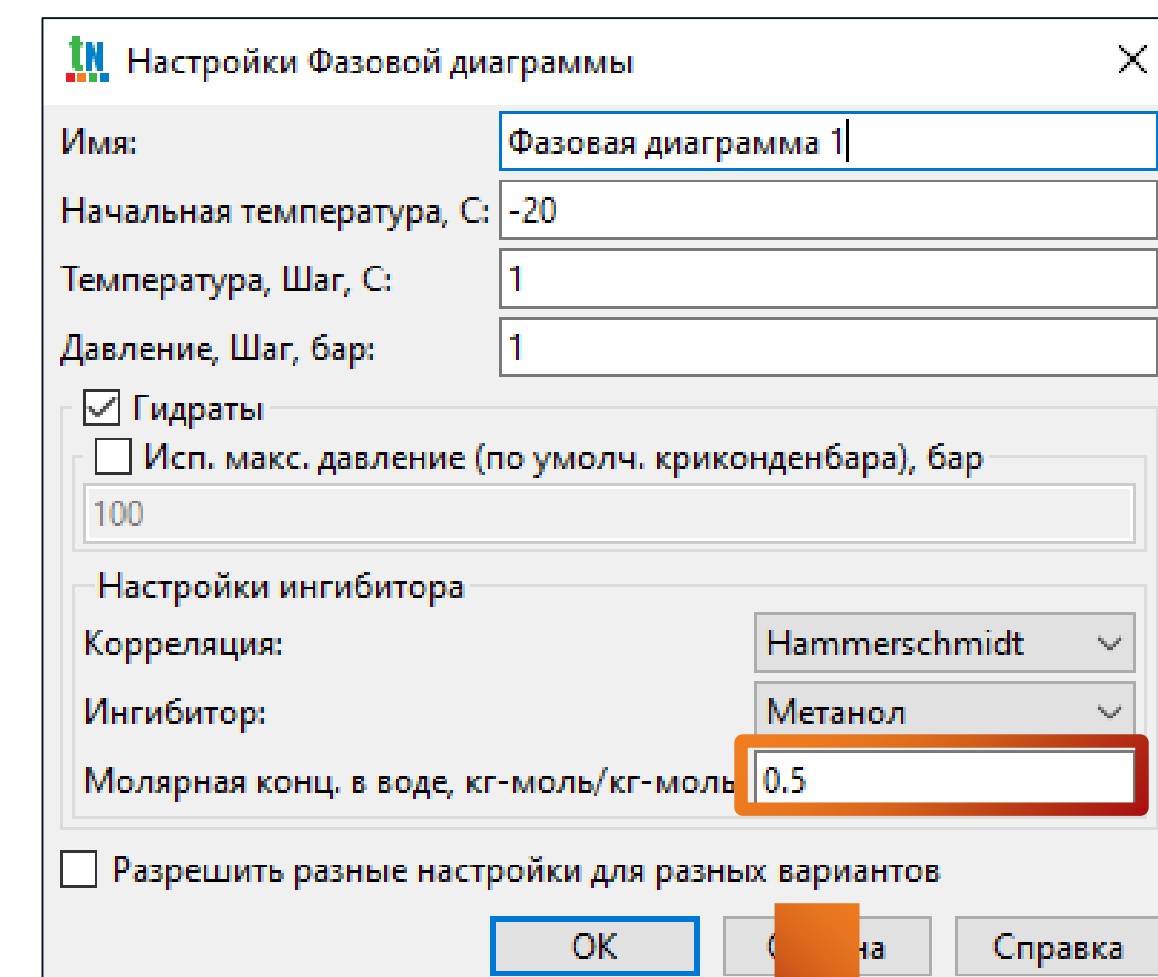 tN Настройки Фазовой диаграммы
Имя: Фазовая диаграмма 1
Начальная температура, С: -20
Температура, Шаг, С: 1
Давление, Шаг, бар: 1
Гидраты
Исп. макс. давление (по умолч. криконденбара), бар
100
Настройки ингибитора
Корреляция: Hammerschmidt
Ингибитор: Метанол
Молярная конц. в воде, кг-моль/кг-моль 0.5
Разрешить разные настройки для разных вариантов
OK Справка